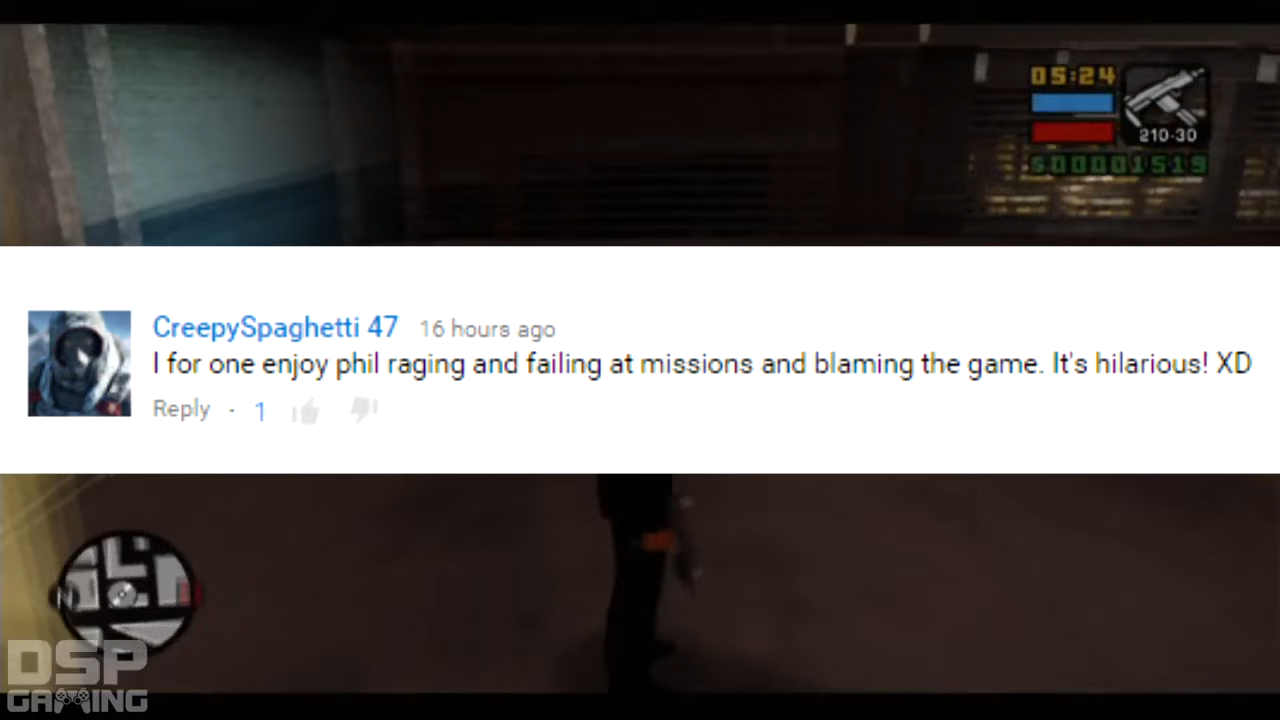 05:24
210-30
$00001519
CreepySpaghetti 47 16 hours ago
I for one enjoy phil raging and failing at missions and blaming the game. It's hilarious! XD
Reply · 1
DSP
GAMING